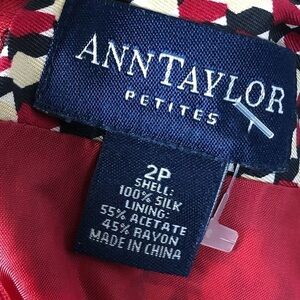 ANNTAYLOR
PETITES
2P
SHELL:
100% SILK
LINING:
55% ACETATE
45% RAYON
MADE IN CHINA